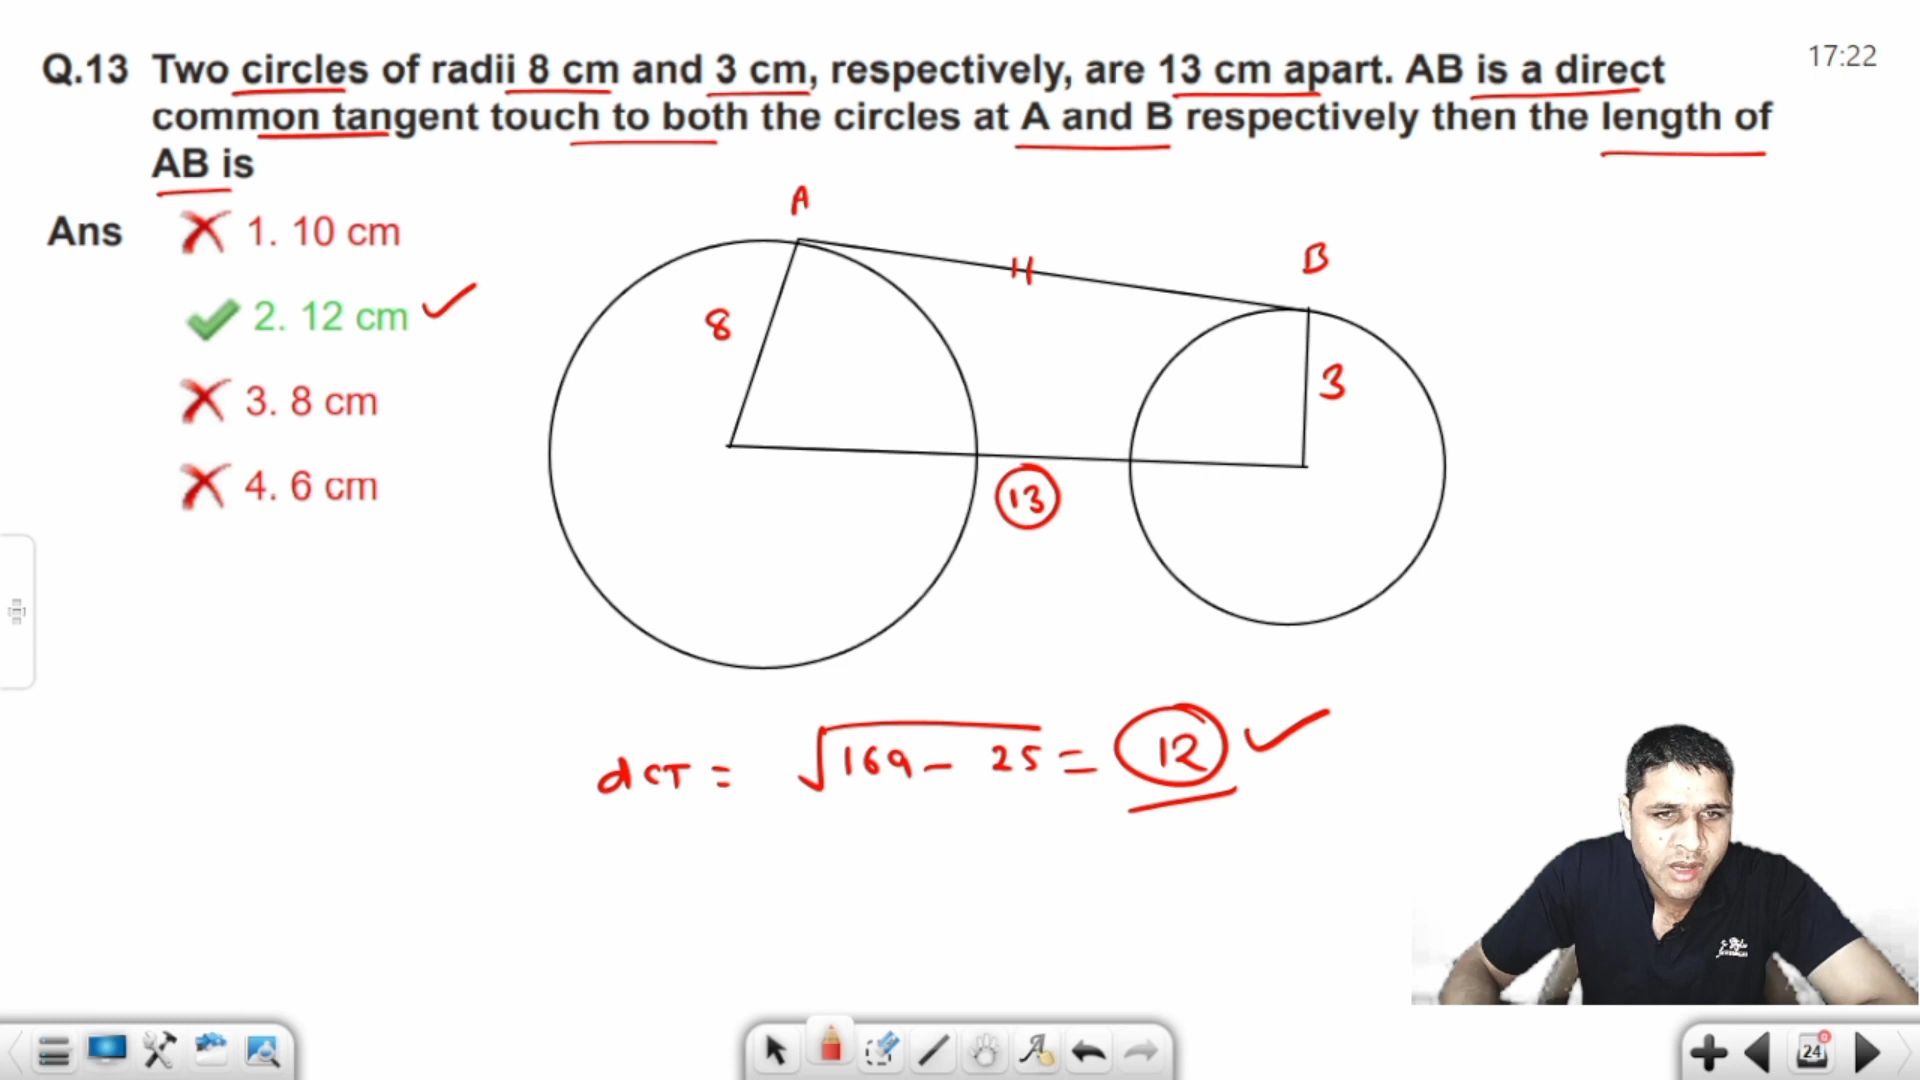 17:22
Q.13 Two circles of radii 8 cm and 3 cm, respectively, are 13 cm apart. AB is a direct
common tangent touch to both the circles at A and B respectively then the length of
AB is
Ans 1. 10 cm
2. 12 cm
3. 8 cm
4. 6 cm
A
B
8
3
13
dCT = √169 - 25 = 12
24
0